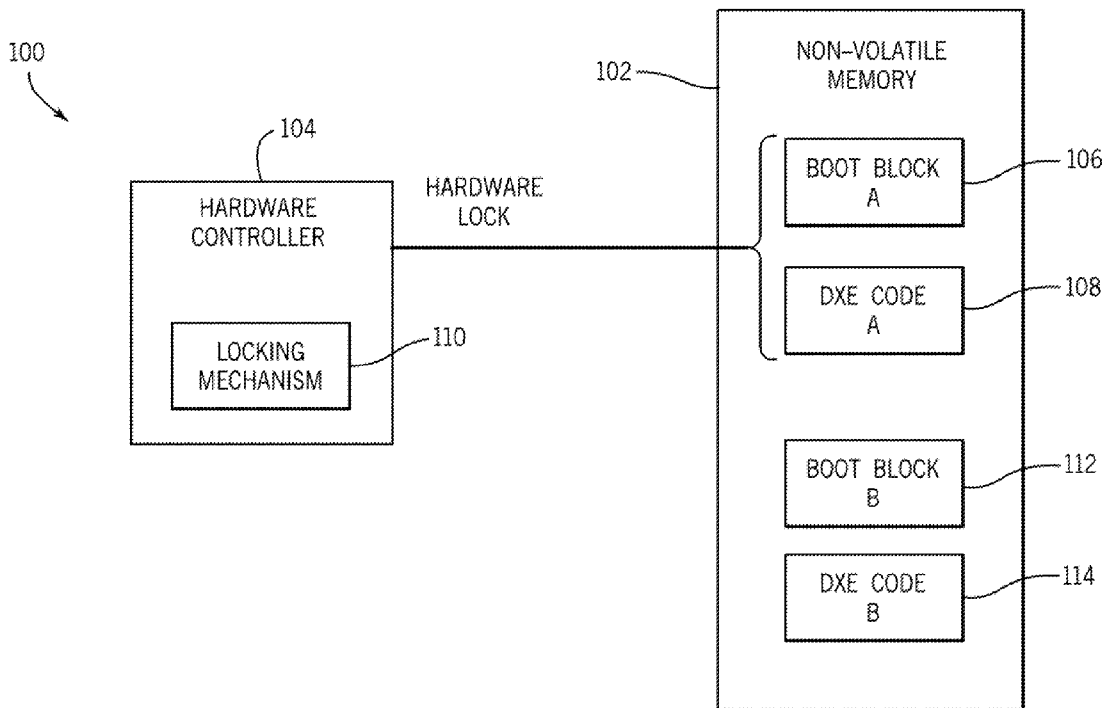 100
104
HARDWARE
CONTROLLER
LOCKING
MECHANISM
110
HARDWARE
LOCK
102
NON-VOLATILE
MEMORY
BOOT BLOCK
A
106
DXE CODE
A
108
BOOT BLOCK
B
112
DXE CODE
B
114